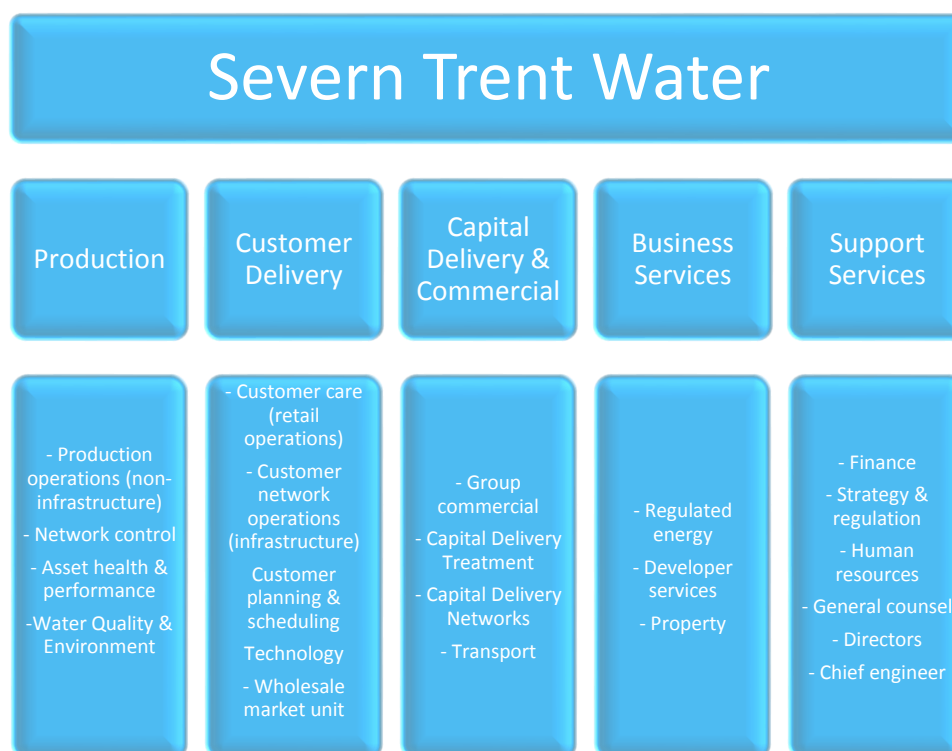 Severn Trent Water
Production
Customer
Delivery
Capital
Delivery &
Commercial
Business
Services
Support
Services
- Production
operations (non-
infrastructure)
- Network control
- Asset health &
performance
-Water Quality &
Environment
- Customer care
(retail
operations)
- Customer
network
operations
(infrastructure)
Customer
planning &
scheduling
Technology
- Wholesale
market unit
- Group
commercial
- Capital Delivery
Treatment
- Capital Delivery
Networks
- Transport
- Regulated
energy
- Developer
services
- Property
- Finance
- Strategy &
regulation
- Human
resources
- General counsel
- Directors
- Chief engineer